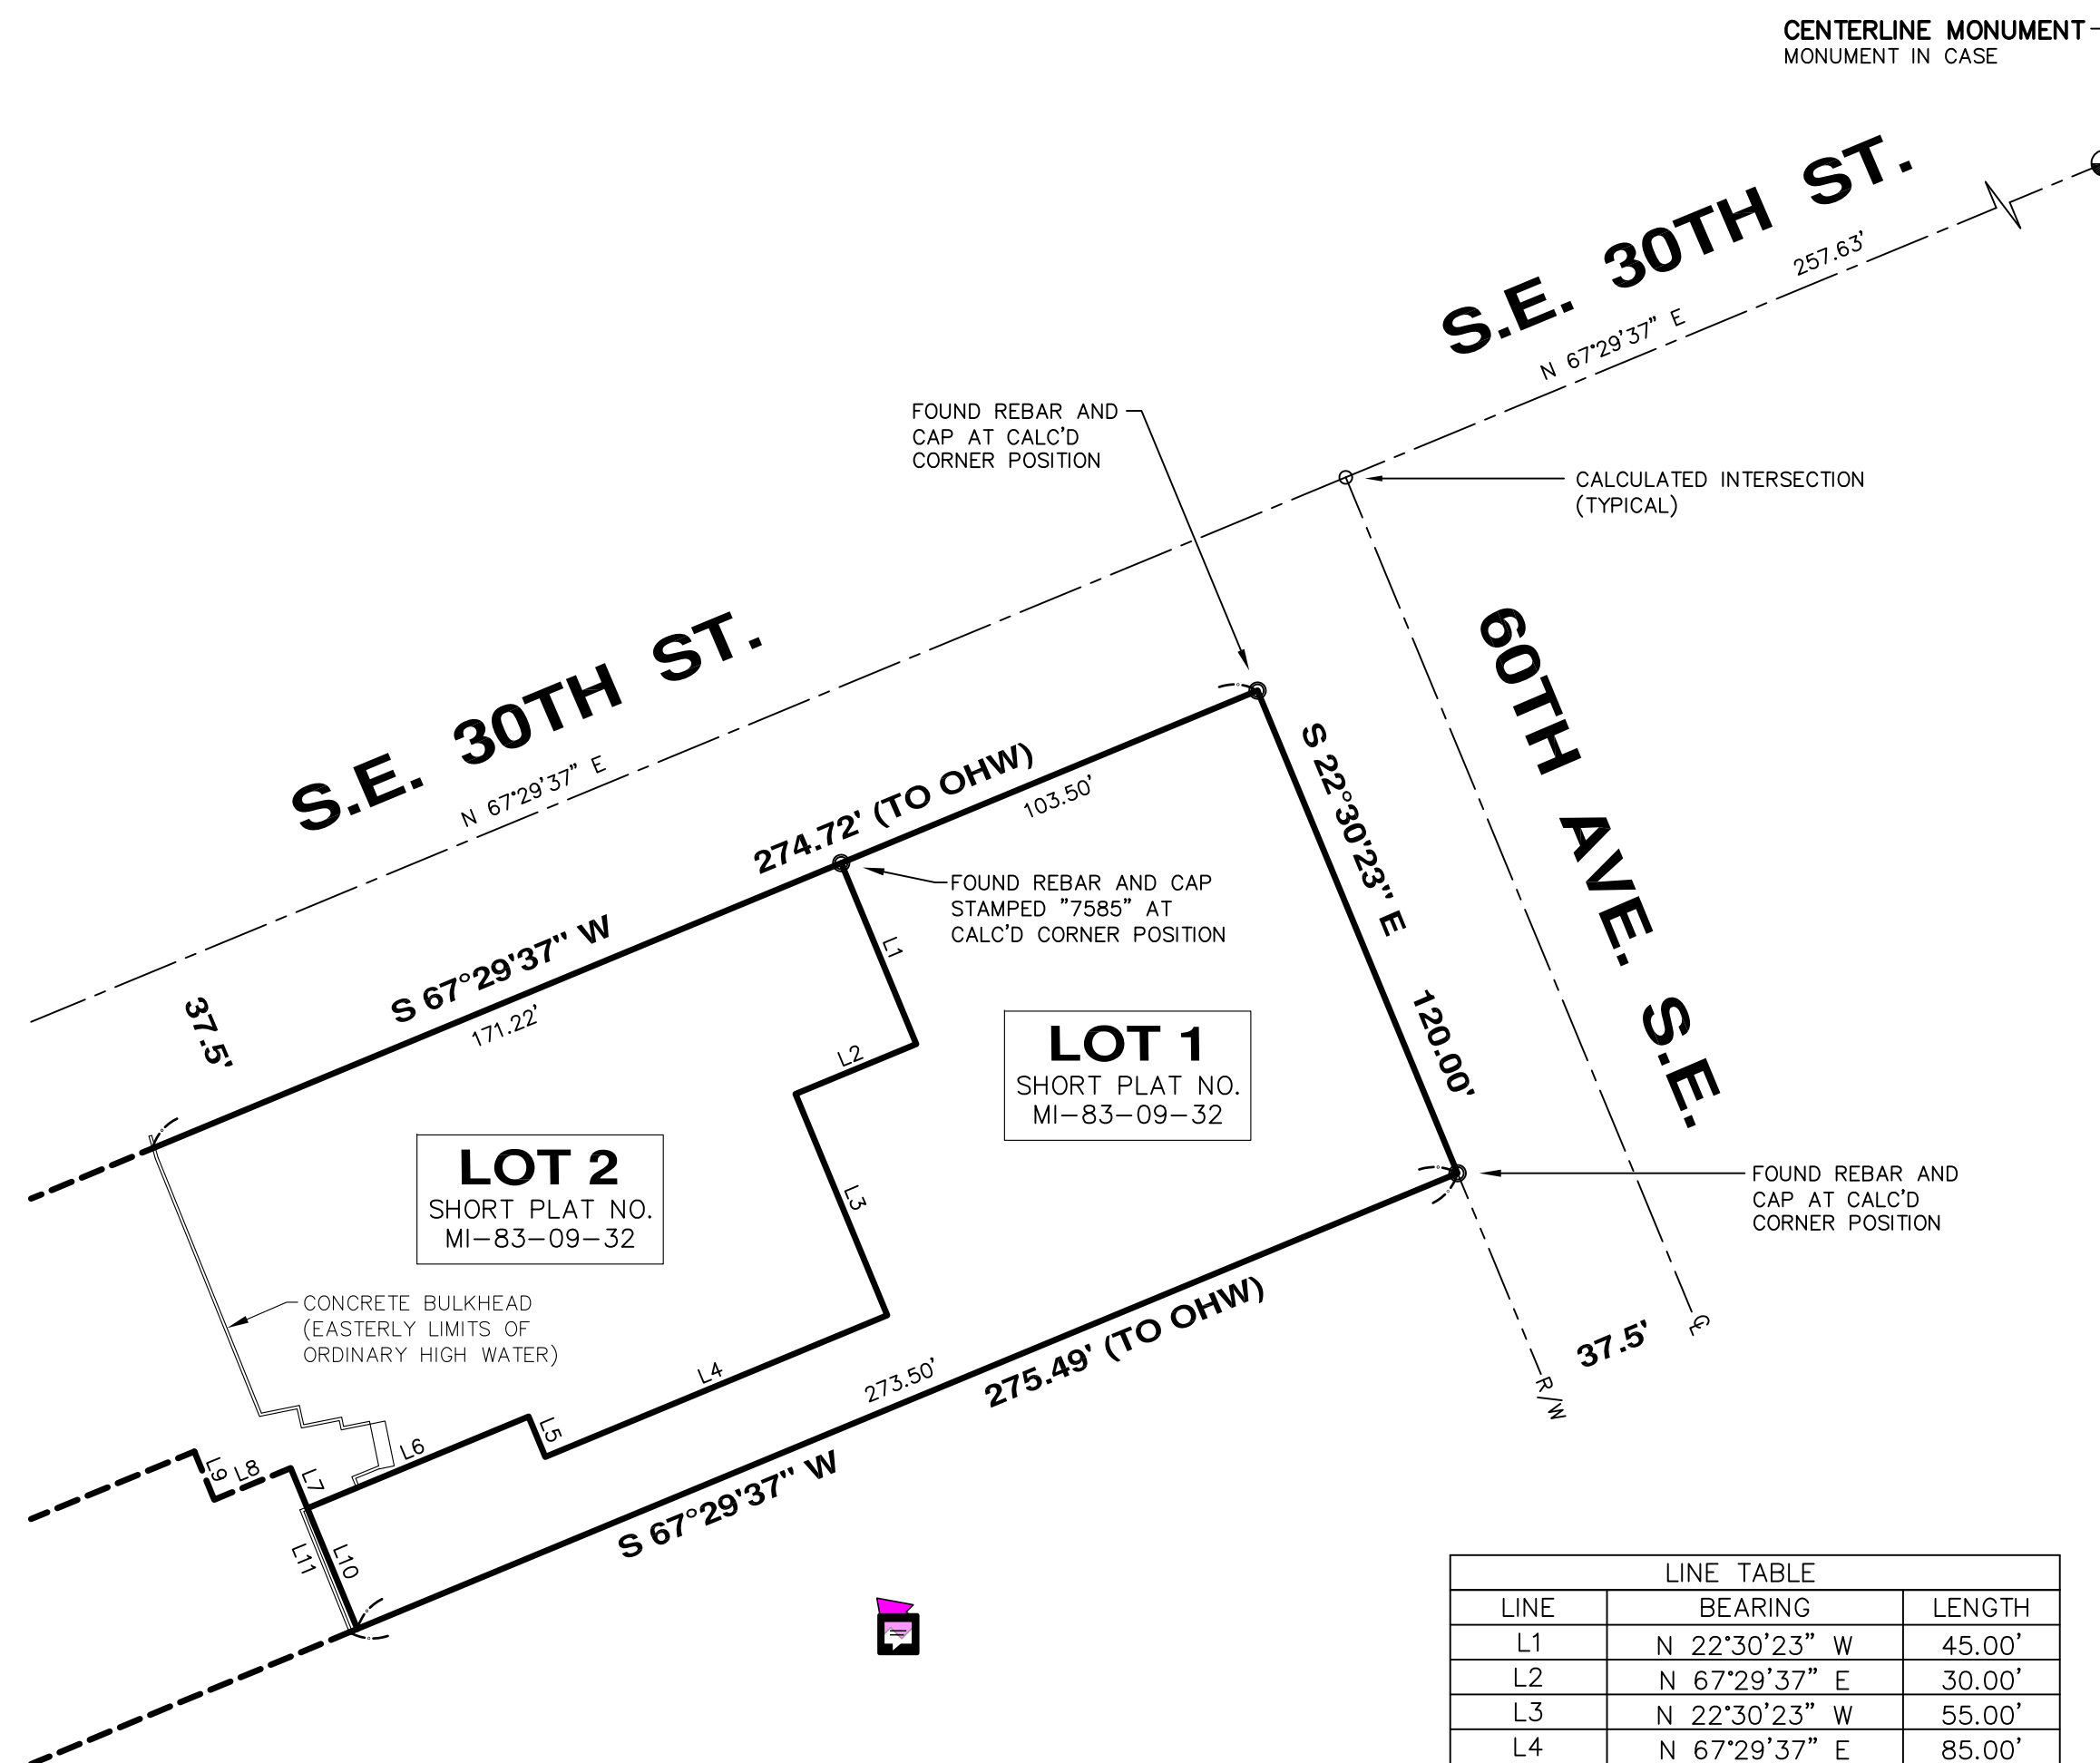 CENTERLINE MONUMENT
MONUMENT IN CASE
S.E. 30TH ST.
257.63'
N 67°29'37" E
FOUND REBAR AND
CAP AT CALC'D
CORNER POSITION
CALCULATED INTERSECTION
(TYPICAL)
60TH AVE. S.E.
S.E. 30TH ST.
N 67°29'37" E
274.72' (TO OHW)
103.50'
S 22°30'23" E 120.00'
FOUND REBAR AND CAP
STAMPED "7585" AT
CALC'D CORNER POSITION
S 67°29'37" W
171.22'
37.5'
L1
L2
LOT 1
SHORT PLAT NO.
MI-83-09-32
LOT 2
SHORT PLAT NO.
MI-83-09-32
L3
FOUND REBAR AND
CAP AT CALC'D
CORNER POSITION
CONCRETE BULKHEAD
(EASTERLY LIMITS OF
ORDINARY HIGH WATER)
L4
273.50'
275.49' (TO OHW)
37.5'
CL
R/W
L5
L6
L7
L8
L9
S 67°29'37" W
L10
L11
LINE TABLE
LINE BEARING LENGTH
L1 N 22°30'23" W 45.00'
L2 N 67°29'37" E 30.00'
L3 N 22°30'23" W 55.00'
L4 N 67°29'37" E 85.00'